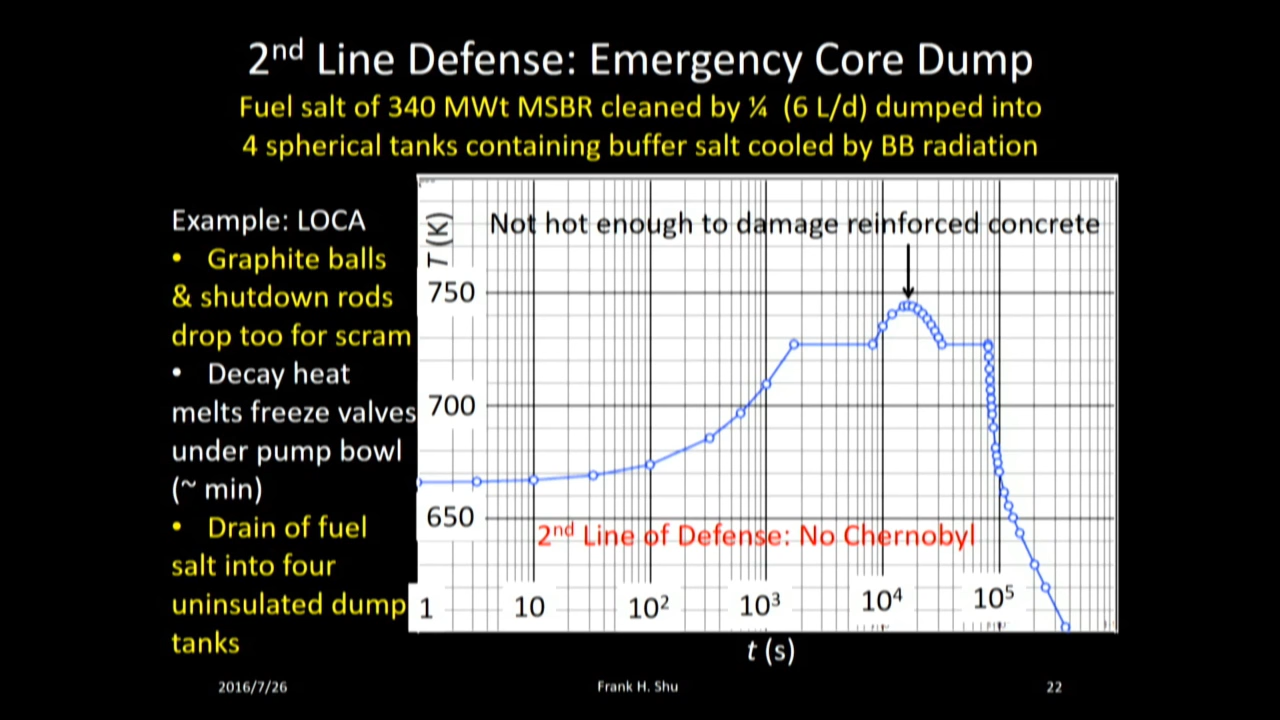 2nd Line Defense: Emergency Core Dump
Fuel salt of 340 MWt MSBR cleaned by ¼ (6 L/d) dumped into
4 spherical tanks containing buffer salt cooled by BB radiation
Example: LOCA
• Graphite balls
& shutdown rods
drop too for scram
• Decay heat
melts freeze valves
under pump bowl
(~ min)
• Drain of fuel
salt into four
uninsulated dump
tanks
T (K)
Not hot enough to damage reinforced concrete
750
700
650
2nd Line of Defense: No Chernobyl
1 10 10² 10³ 10⁴ 10⁵
t (s)
2016/7/26 Frank H. Shu 22